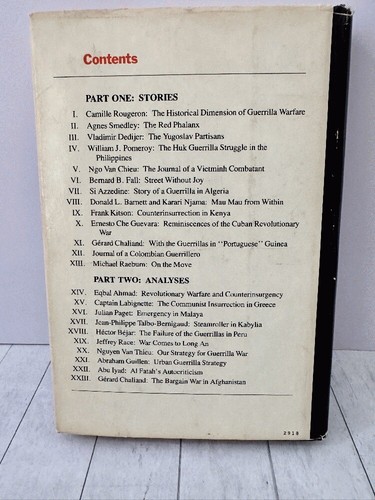 Contents
PART ONE: STORIES
I. Camille Rougeron: The Historical Dimension of Guerrilla Warfare
II. Agnes Smedley: The Red Phalanx
III. Vladimir Dedijer: The Yugoslav Partisans
IV. William J. Pomeroy: The Huk Guerrilla Struggle in the
Philippines
V. Ngo Van Chieu: The Journal of a Vietminh Combatant
VI. Bernard B. Fall: Street Without Joy
VII. Si Azzedine: Story of a Guerrilla in Algeria
VIII. Donald L. Barnett and Karari Njama: Mau Mau from Within
IX. Frank Kitson: Counterinsurrection in Kenya
X. Ernesto Che Guevara: Reminiscences of the Cuban Revolutionary
War
XI. Gérard Chaliand: With the Guerrillas in "Portuguese" Guinea
XII. Journal of a Colombian Guerrillero
XIII. Michael Raeburn: On the Move
PART TWO: ANALYSES
XIV. Eqbal Ahmad: Revolutionary Warfare and Counterinsurgency
XV. Captain Labignette: The Communist Insurrection in Greece
XVI. Julian Paget: Emergency in Malaya
XVII. Jean-Philippe Talbo-Bernigaud: Steamroller in Kabylia
XVIII. Héctor Béjar: The Failure of the Guerrillas in Peru
XIX. Jeffrey Race: War Comes to Long An
XX. Nguyen Van Thieu: Our Strategy for Guerrilla War
XXI. Abraham Guillen: Urban Guerrilla Strategy
XXII. Abu Iyad: Al Fatah's Autocriticism
XXIII. Gérard Chaliand: The Bargain War in Afghanistan
2018